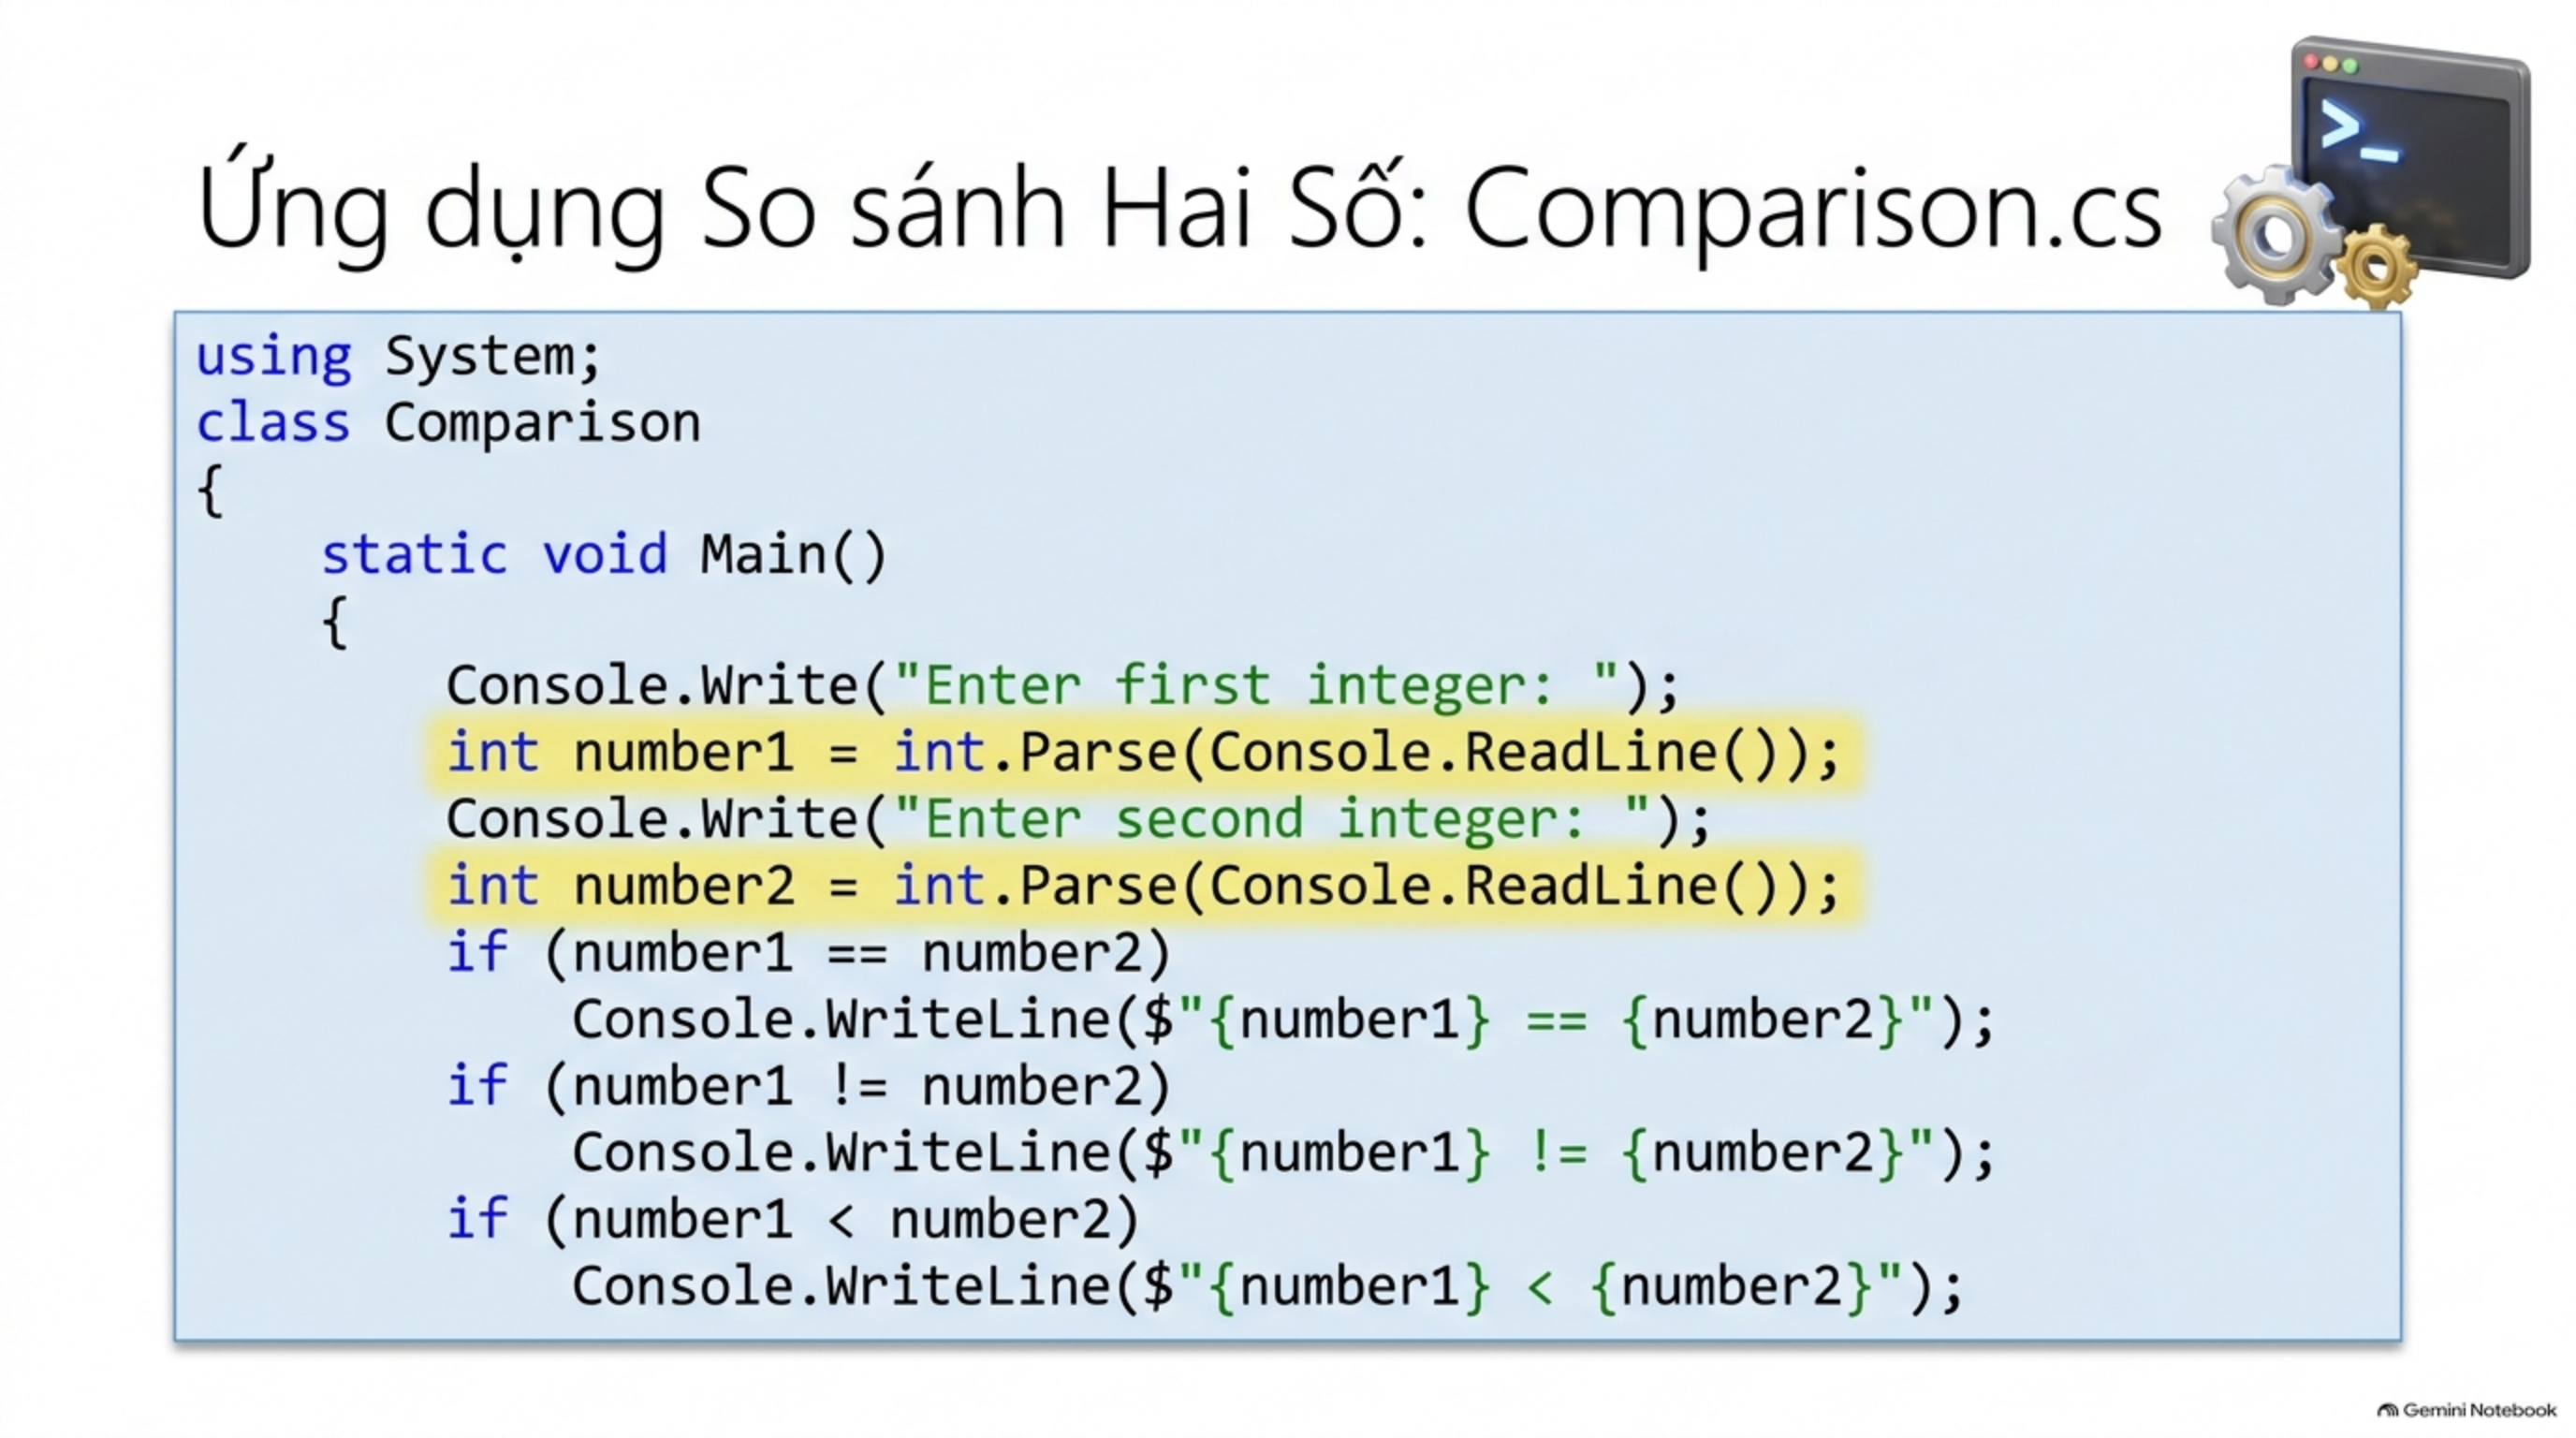 Ứng dụng So sánh Hai Số: Comparison.cs
>_
using System;
class Comparison
{
    static void Main()
    {
        Console.Write("Enter first integer: ");
        int number1 = int.Parse(Console.ReadLine());
        Console.Write("Enter second integer: ");
        int number2 = int.Parse(Console.ReadLine());
        if (number1 == number2)
            Console.WriteLine($"{number1} == {number2}");
        if (number1 != number2)
            Console.WriteLine($"{number1} != {number2}");
        if (number1 < number2)
            Console.WriteLine($"{number1} < {number2}");
Gemini Notebook